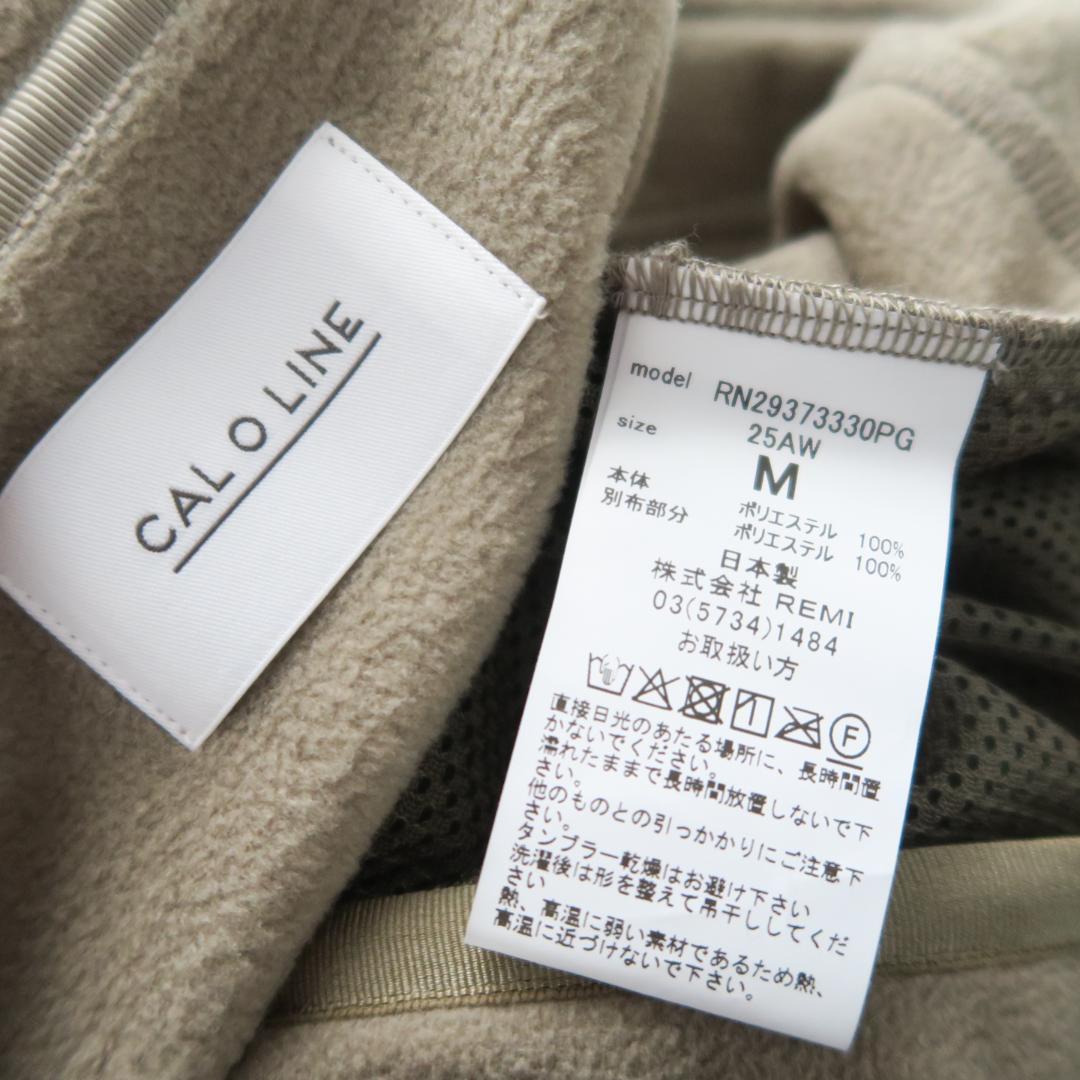 CAL O LINE
model RN29373330PG
25AW
size M
本体 ポリエステル 100%
別布部分 ポリエステル 100%
日本製
株式会社 REMI
03(5734)1484
お取扱い方
F
直接日光のあたる場所に、長時間置
かないでください。
濡れたままで長時間放置しないで下
さい。
他のものとの引っかかりにご注意下
さい。
タンブラー乾燥はお避け下さい
洗濯後は形を整えて吊干ししてくだ
さい
熱、高温に弱い素材であるため熱、
高温に近づけないで下さい。